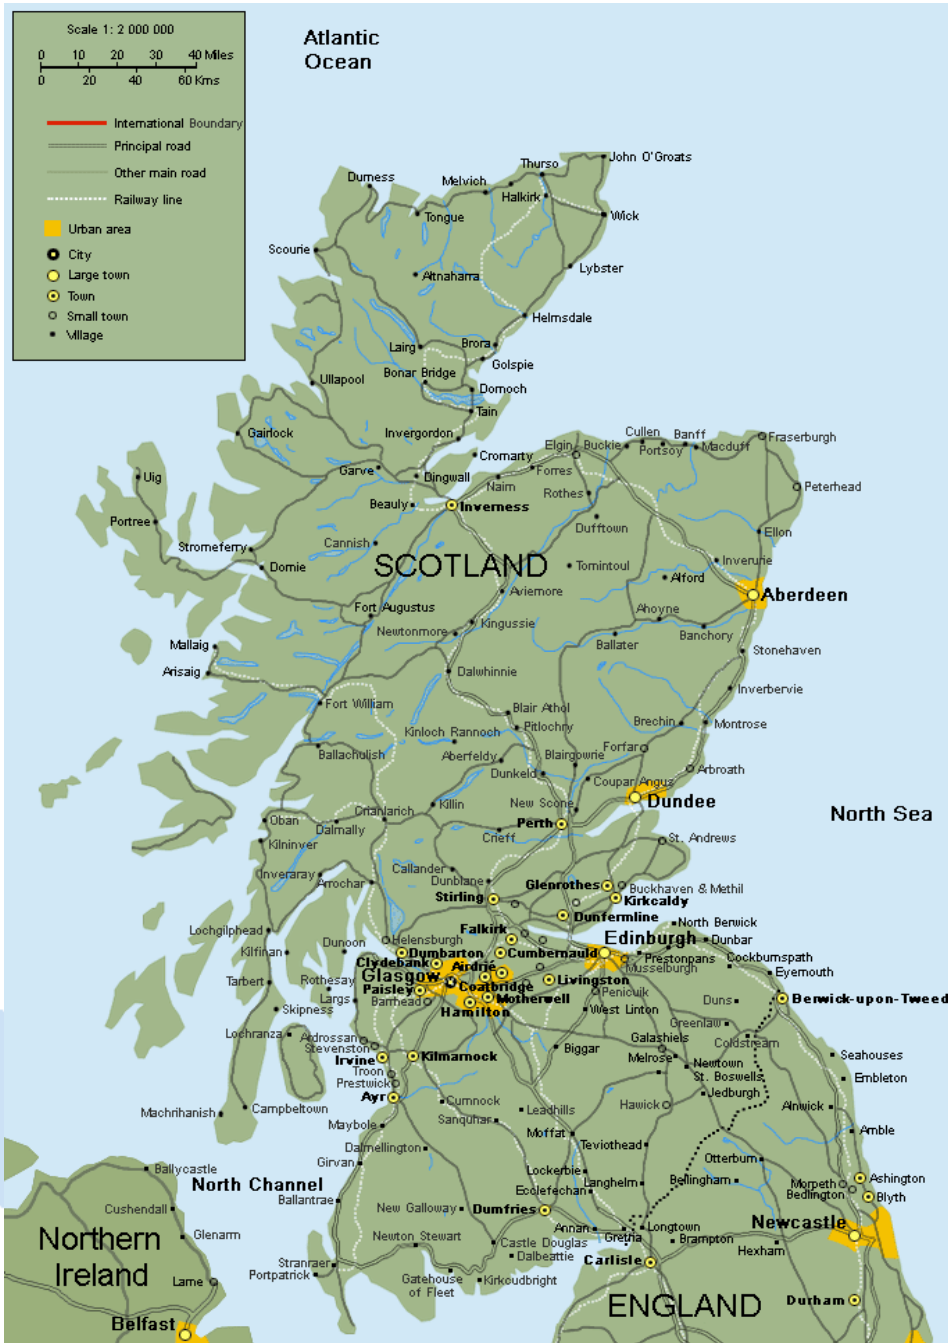 Scale 1: 2 000 000
0 10 20 30 40 Miles
0 20 40 60 Kms
International Boundary
Principal road
Other main road
Railway line
Urban area
City
Large town
Town
Small town
Village
Atlantic
Ocean
John O'Groats
Thurso
Durness
Melvich
Halkirk
Tongue
Wick
Scourie
Altnaharra
Lybster
Helmsdale
Lairg
Brora
Golspie
Bonar Bridge
Ullapool
Dornoch
Tain
Gairlock
Invergordon
Cullen
Banff
Fraserburgh
Elgin
Buckie
Portsoy
Macduff
Cromarty
Garve
Dingwall
Forres
Uig
Nairn
Rothes
Peterhead
Beauly
Inverness
Portree
Dufftown
Ellon
Stromeferry
Cannish
Inverurie
SCOTLAND
Dornie
Tomintoul
Alford
Aviemore
Aberdeen
Fort Augustus
Ahoyne
Kingussie
Newtonmore
Banchory
Ballater
Mallaig
Stonehaven
Arisaig
Dalwhinnie
Inverbervie
Fort William
Blair Athol
Pitlochry
Brechin
Montrose
Kinloch Rannoch
Ballachulish
Aberfeldy
Blairgowrie
Forfar
Arbroath
Dunkeld
Coupar Angus
Killin
New Scone
Dundee
Crianlarich
North Sea
Oban
Dalmally
Perth
Crieff
St. Andrews
Kilninver
Callander
Inveraray
Arrochar
Dunblane
Glenrothes
Buckhaven & Methil
Stirling
Kirkcaldy
Dunfermline
North Berwick
Lochgilphead
Falkirk
Edinburgh
Dunbar
Dunoon
Helensburgh
Kilfinan
Dumbarton
Cumbernauld
Prestonpans
Cockburnspath
Clydebank
Airdrie
Musselburgh
Eyemouth
Glasgow
Tarbert
Rothesay
Paisley
Coatbridge
Livingston
Penicuik
Largs
Barrhead
Motherwell
Duns
Berwick-upon-Tweed
Skipness
Hamilton
West Linton
Greenlaw
Lochranza
Ardrossan
Stevenston
Galashiels
Coldstream
Irvine
Kilmarnock
Biggar
Melrose
Newtown
Seahouses
Troon
St. Boswells
Embleton
Prestwick
Ayr
Cumnock
Leadhills
Hawick
Jedburgh
Alnwick
Machrihanish
Campbeltown
Sanquhar
Maybole
Moffat
Teviothead
Amble
Dalmellington
Girvan
Otterburn
Ballycastle
Lockerbie
Ashington
North Channel
Ecclefechan
Langhelm
Bellingham
Morpeth
Bedlington
Blyth
Ballantrae
Cushendall
New Galloway
Dumfries
Newcastle
Annan
Gretna
Longtown
Northern
Ireland
Glenarm
Newton Stewart
Castle Douglas
Brampton
Hexham
Dalbeattie
Carlisle
Stranraer
Portpatrick
Gatehouse
of Fleet
Kirkcudbright
Larne
ENGLAND
Durham
Belfast